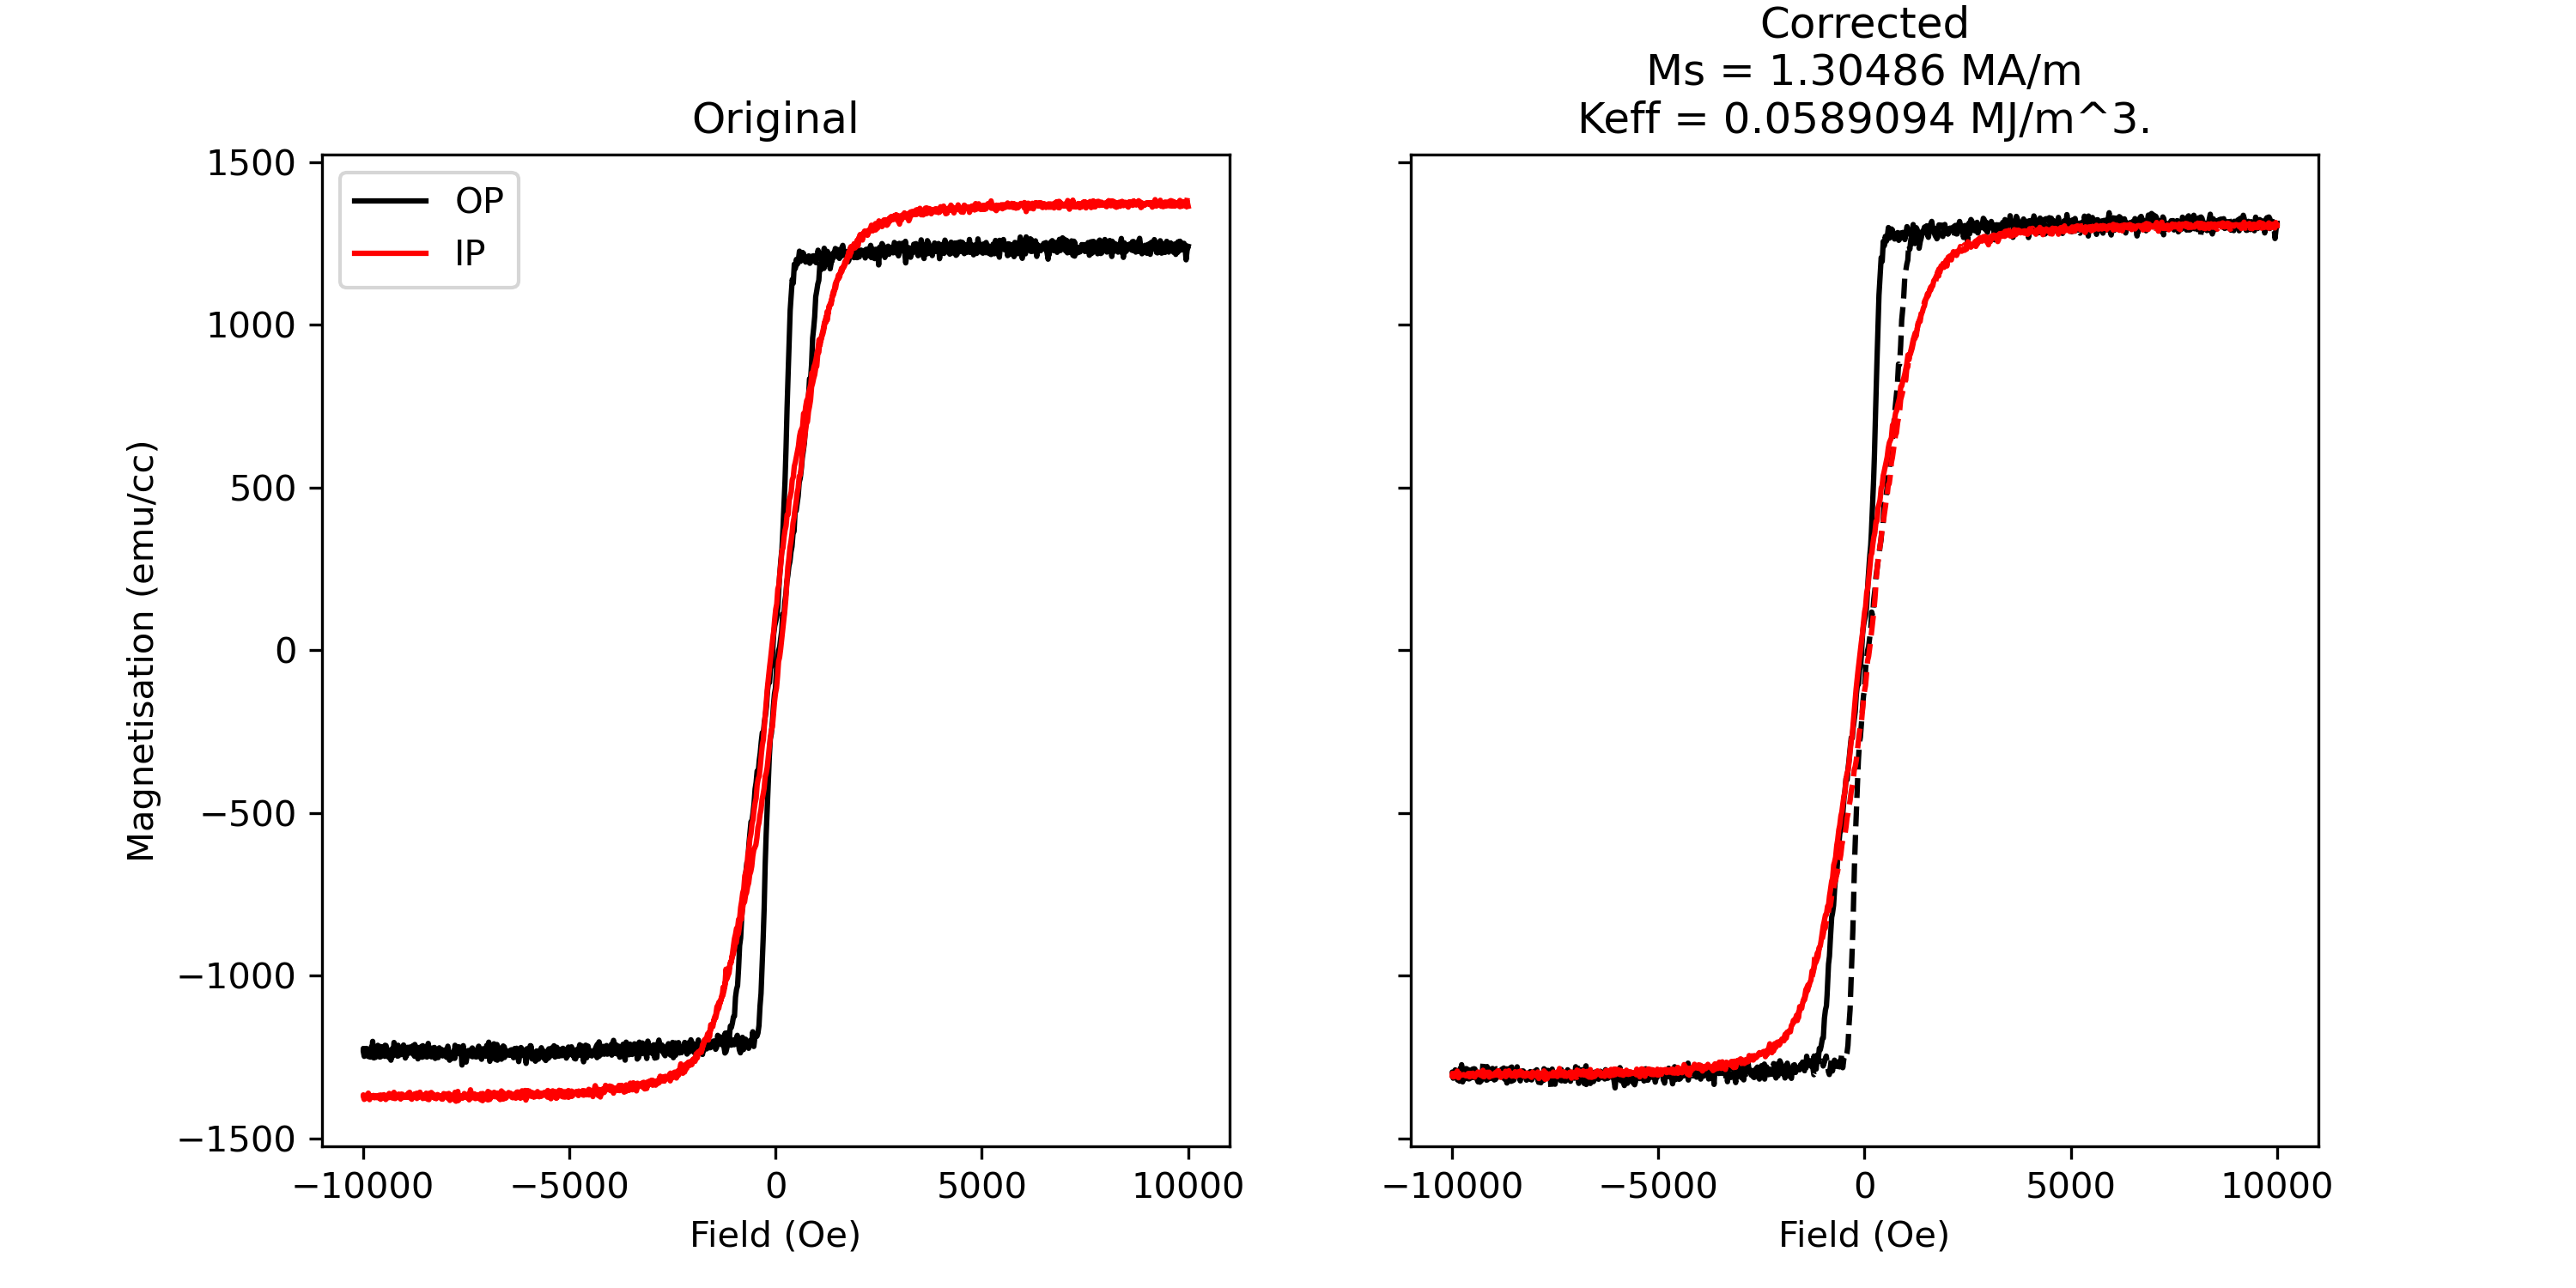 Original
OP
IP
1500
1000
500
0
−500
−1000
−1500
Magnetisation (emu/cc)
−10000
−5000
0
5000
10000
Field (Oe)
Corrected
Ms = 1.30486 MA/m
Keff = 0.0589094 MJ/m^3.
−10000
−5000
0
5000
10000
Field (Oe)